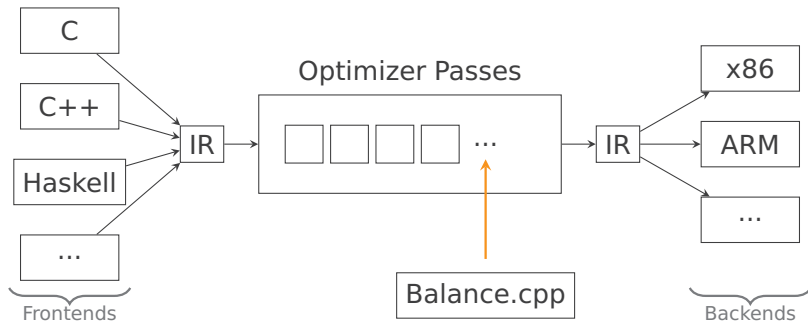 C
C++
Haskell
...
Frontends
IR
Optimizer Passes
...
Balance.cpp
IR
x86
ARM
...
Backends